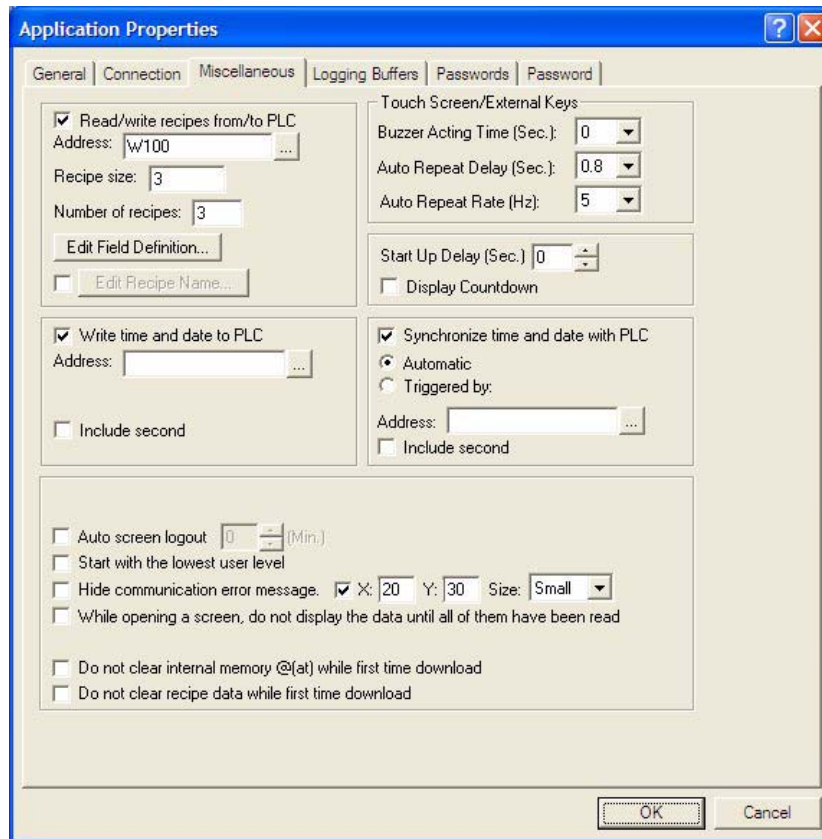 Application Properties
General Connection Miscellaneous Logging Buffers Passwords Password
Read/write recipes from/to PLC
Address: W100 ...
Recipe size: 3
Number of recipes: 3
Edit Field Definition...
Edit Recipe Name...
Touch Screen/External Keys
Buzzer Acting Time (Sec.): 0
Auto Repeat Delay (Sec.): 0.8
Auto Repeat Rate (Hz): 5
Start Up Delay (Sec.) 0
Display Countdown
Write time and date to PLC
Address: ...
Include second
Synchronize time and date with PLC
Automatic
Triggered by:
Address: ...
Include second
Auto screen logout 0 (Min.)
Start with the lowest user level
Hide communication error message. X: 20 Y: 30 Size: Small
While opening a screen, do not display the data until all of them have been read
Do not clear internal memory @(at) while first time download
Do not clear recipe data while first time download
OK Cancel